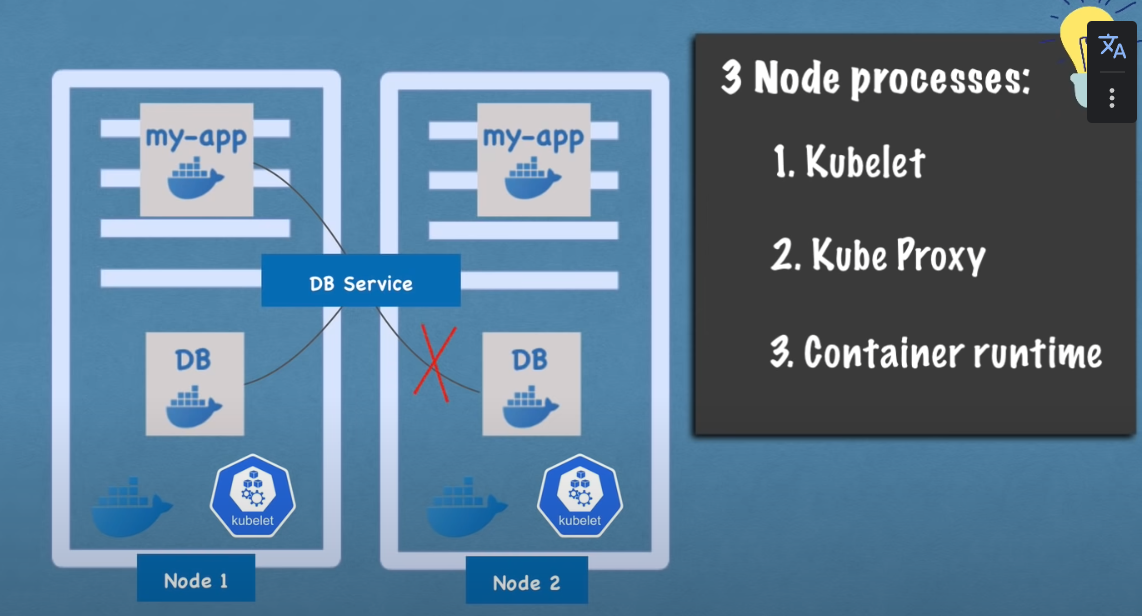 my-app
my-app
DB Service
DB
DB
kubelet
kubelet
Node 1
Node 2
3 Node processes:
1. Kubelet
2. Kube Proxy
3. Container runtime